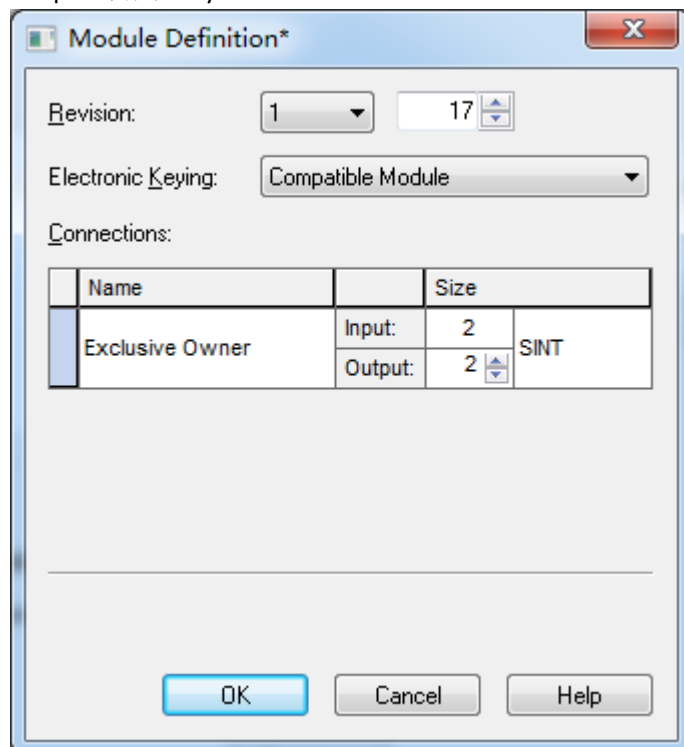 Module Definition*
Revision: 1 17
Electronic Keying: Compatible Module
Connections:
Name Size
Exclusive Owner Input: 2 SINT
Output: 2
OK Cancel Help